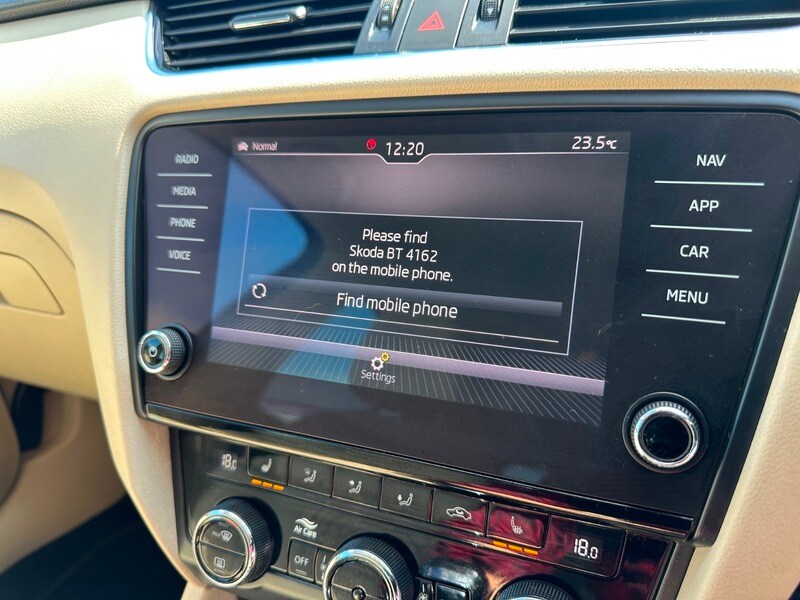 Normal
12:20
23.5°C
RADIO
MEDIA
PHONE
VOICE
Please find
Skoda BT 4162
on the mobile phone.
Find mobile phone
Settings
NAV
APP
CAR
MENU
18.0
Air Care
OFF
18.0